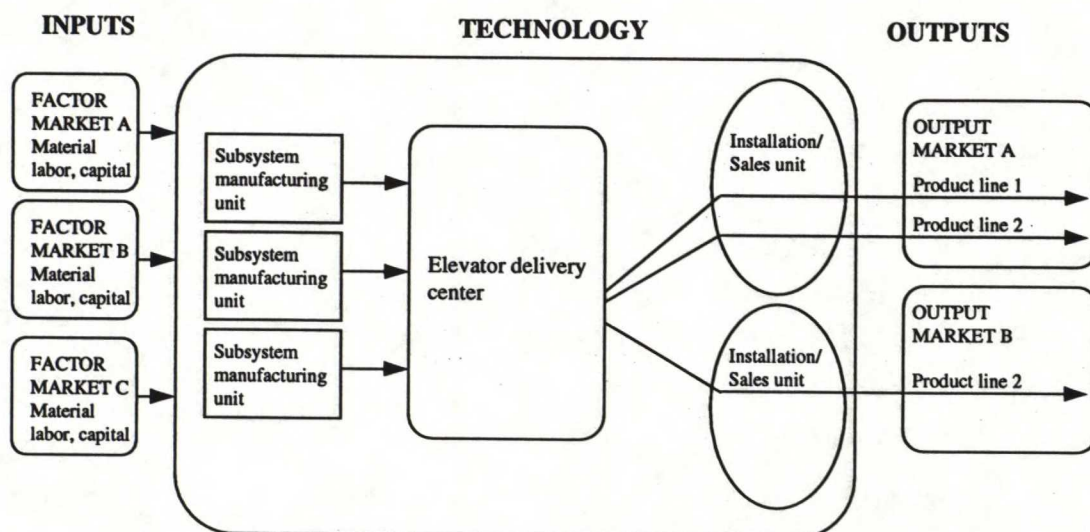 INPUTS
TECHNOLOGY
OUTPUTS
FACTOR
MARKET A
Material
labor, capital
FACTOR
MARKET B
Material
labor, capital
FACTOR
MARKET C
Material
labor, capital
Subsystem
manufacturing
unit
Subsystem
manufacturing
unit
Subsystem
manufacturing
unit
Elevator delivery
center
Installation/
Sales unit
Installation/
Sales unit
OUTPUT
MARKET A
Product line 1
Product line 2
OUTPUT
MARKET B
Product line 2